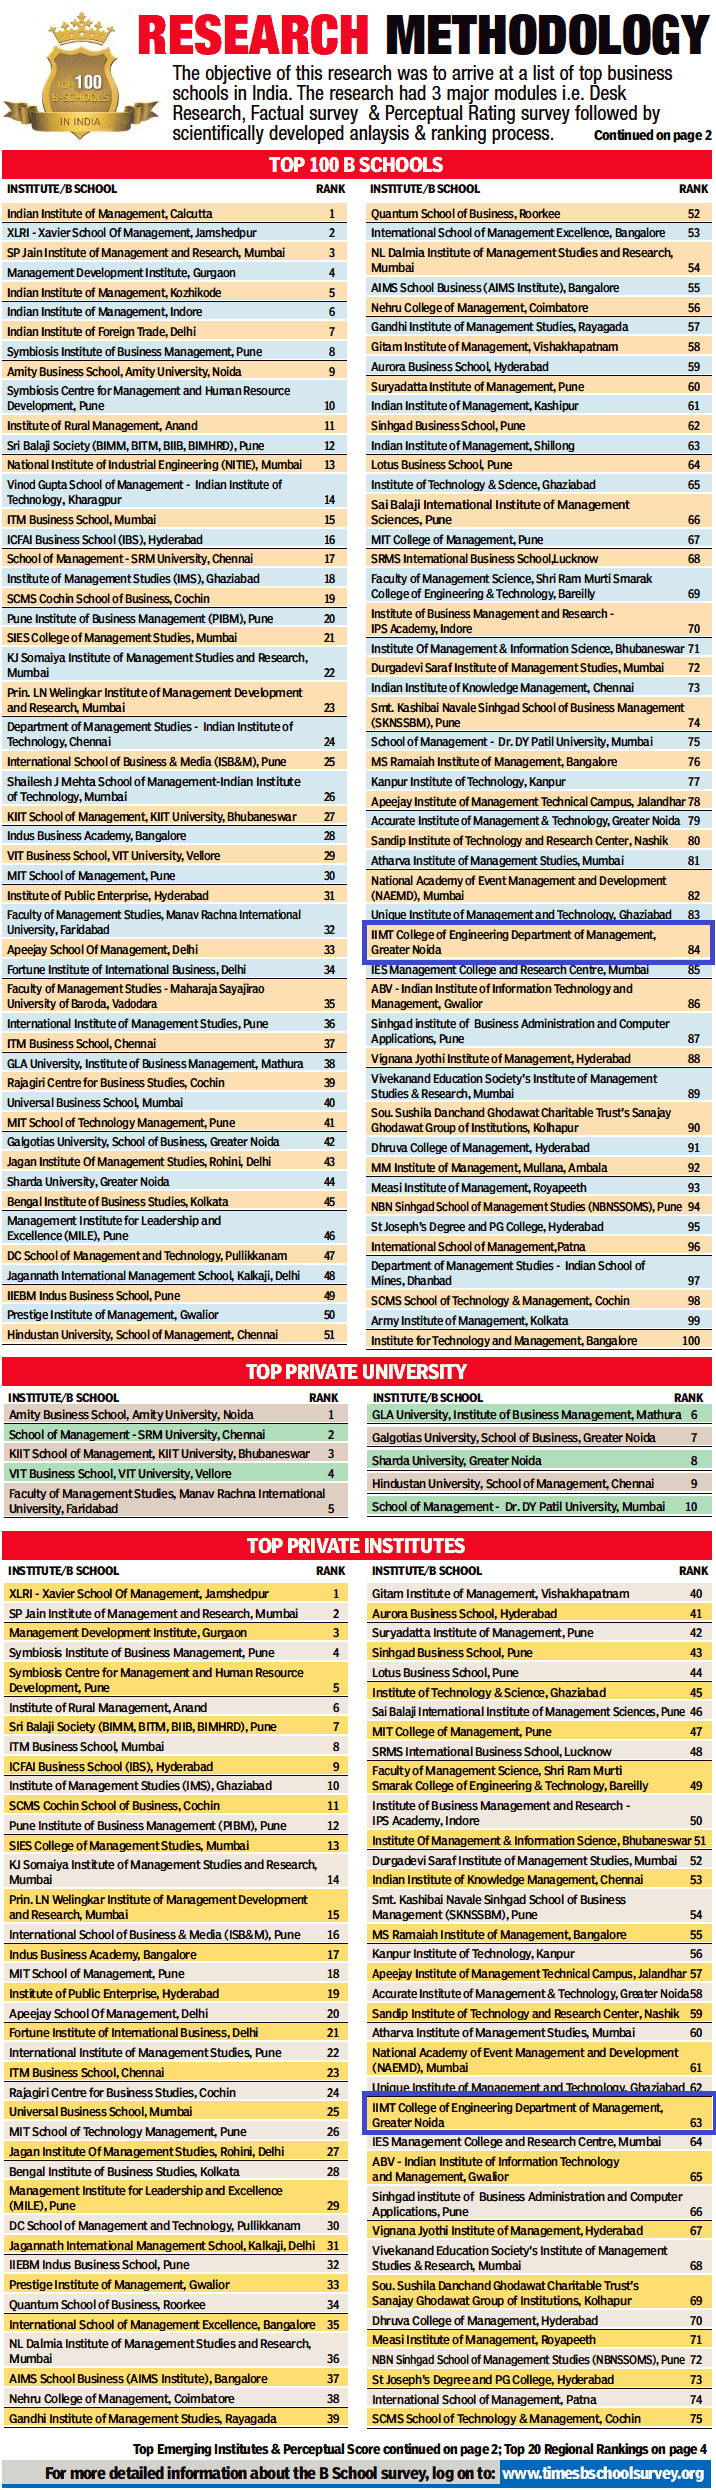 TOP 100
B-SCHOOLS
IN INDIA
RESEARCH METHODOLOGY
The objective of this research was to arrive at a list of top business
schools in India. The research had 3 major modules i.e. Desk
Research, Factual survey & Perceptual Rating survey followed by
scientifically developed anlaysis & ranking process. Continued on page 2
TOP 100 B SCHOOLS
INSTITUTE/B SCHOOL RANK
Indian Institute of Management, Calcutta 1
XLRI - Xavier School Of Management, Jamshedpur 2
SP Jain Institute of Management and Research, Mumbai 3
Management Development Institute, Gurgaon 4
Indian Institute of Management, Kozhikode 5
Indian Institute of Management, Indore 6
Indian Institute of Foreign Trade, Delhi 7
Symbiosis Institute of Business Management, Pune 8
Amity Business School, Amity University, Noida 9
Symbiosis Centre for Management and Human Resource
Development, Pune 10
Institute of Rural Management, Anand 11
Sri Balaji Society (BIMM, BITM, BIIB, BIMHRD), Pune 12
National Institute of Industrial Engineering (NITIE), Mumbai 13
Vinod Gupta School of Management - Indian Institute of
Technology, Kharagpur 14
ITM Business School, Mumbai 15
ICFAI Business School (IBS), Hyderabad 16
School of Management - SRM University, Chennai 17
Institute of Management Studies (IMS), Ghaziabad 18
SCMS Cochin School of Business, Cochin 19
Pune Institute of Business Management (PIBM), Pune 20
SIES College of Management Studies, Mumbai 21
KJ Somaiya Institute of Management Studies and Research,
Mumbai 22
Prin. LN Welingkar Institute of Management Development
and Research, Mumbai 23
Department of Management Studies - Indian Institute of
Technology, Chennai 24
International School of Business & Media (ISB&M), Pune 25
Shailesh J Mehta School of Management-Indian Institute
of Technology, Mumbai 26
KIIT School of Management, KIIT University, Bhubaneswar 27
Indus Business Academy, Bangalore 28
VIT Business School, VIT University, Vellore 29
MIT School of Management, Pune 30
Institute of Public Enterprise, Hyderabad 31
Faculty of Management Studies, Manav Rachna International
University, Faridabad 32
Apeejay School Of Management, Delhi 33
Fortune Institute of International Business, Delhi 34
Faculty of Management Studies - Maharaja Sayajirao
University of Baroda, Vadodara 35
International Institute of Management Studies, Pune 36
ITM Business School, Chennai 37
GLA University, Institute of Business Management, Mathura 38
Rajagiri Centre for Business Studies, Cochin 39
Universal Business School, Mumbai 40
MIT School of Technology Management, Pune 41
Galgotias University, School of Business, Greater Noida 42
Jagan Institute Of Management Studies, Rohini, Delhi 43
Sharda University, Greater Noida 44
Bengal Institute of Business Studies, Kolkata 45
Management Institute for Leadership and
Excellence (MILE), Pune 46
DC School of Management and Technology, Pullikkanam 47
Jagannath International Management School, Kalkaji, Delhi 48
IIEBM Indus Business School, Pune 49
Prestige Institute of Management, Gwalior 50
Hindustan University, School of Management, Chennai 51
INSTITUTE/B SCHOOL RANK
Quantum School of Business, Roorkee 52
International School of Management Excellence, Bangalore 53
NL Dalmia Institute of Management Studies and Research,
Mumbai 54
AIMS School Business (AIMS Institute), Bangalore 55
Nehru College of Management, Coimbatore 56
Gandhi Institute of Management Studies, Rayagada 57
Gitam Institute of Management, Vishakhapatnam 58
Aurora Business School, Hyderabad 59
Suryadatta Institute of Management, Pune 60
Indian Institute of Management, Kashipur 61
Sinhgad Business School, Pune 62
Indian Institute of Management, Shillong 63
Lotus Business School, Pune 64
Institute of Technology & Science, Ghaziabad 65
Sai Balaji International Institute of Management
Sciences, Pune 66
MIT College of Management, Pune 67
SRMS International Business School,Lucknow 68
Faculty of Management Science, Shri Ram Murti Smarak
College of Engineering & Technology, Bareilly 69
Institute of Business Management and Research -
IPS Academy, Indore 70
Institute Of Management & Information Science, Bhubaneswar 71
Durgadevi Saraf Institute of Management Studies, Mumbai 72
Indian Institute of Knowledge Management, Chennai 73
Smt. Kashibai Navale Sinhgad School of Business Management
(SKNSSBM), Pune 74
School of Management - Dr. DY Patil University, Mumbai 75
MS Ramaiah Institute of Management, Bangalore 76
Kanpur Institute of Technology, Kanpur 77
Apeejay Institute of Management Technical Campus, Jalandhar 78
Accurate Institute of Management & Technology, Greater Noida 79
Sandip Institute of Technology and Research Center, Nashik 80
Atharva Institute of Management Studies, Mumbai 81
National Academy of Event Management and Development
(NAEMD), Mumbai 82
Unique Institute of Management and Technology, Ghaziabad 83
IIMT College of Engineering Department of Management,
Greater Noida 84
IES Management College and Research Centre, Mumbai 85
ABV - Indian Institute of Information Technology and
Management, Gwalior 86
Sinhgad institute of Business Administration and Computer
Applications, Pune 87
Vignana Jyothi Institute of Management, Hyderabad 88
Vivekanand Education Society's Institute of Management
Studies & Research, Mumbai 89
Sou. Sushila Danchand Ghodawat Charitable Trust's Sanajay
Ghodawat Group of Institutions, Kolhapur 90
Dhruva College of Management, Hyderabad 91
MM Institute of Management, Mullana, Ambala 92
Measi Institute of Management, Royapeeth 93
NBN Sinhgad School of Management Studies (NBNSSOMS), Pune 94
St Joseph's Degree and PG College, Hyderabad 95
International School of Management,Patna 96
Department of Management Studies - Indian School of
Mines, Dhanbad 97
SCMS School of Technology & Management, Cochin 98
Army Institute of Management, Kolkata 99
Institute for Technology and Management, Bangalore 100
TOP PRIVATE UNIVERSITY
INSTITUTE/B SCHOOL RANK
Amity Business School, Amity University, Noida 1
School of Management - SRM University, Chennai 2
KIIT School of Management, KIIT University, Bhubaneswar 3
VIT Business School, VIT University, Vellore 4
Faculty of Management Studies, Manav Rachna International
University, Faridabad 5
INSTITUTE/B SCHOOL RANK
GLA University, Institute of Business Management, Mathura 6
Galgotias University, School of Business, Greater Noida 7
Sharda University, Greater Noida 8
Hindustan University, School of Management, Chennai 9
School of Management - Dr. DY Patil University, Mumbai 10
TOP PRIVATE INSTITUTES
INSTITUTE/B SCHOOL RANK
XLRI - Xavier School Of Management, Jamshedpur 1
SP Jain Institute of Management and Research, Mumbai 2
Management Development Institute, Gurgaon 3
Symbiosis Institute of Business Management, Pune 4
Symbiosis Centre for Management and Human Resource
Development, Pune 5
Institute of Rural Management, Anand 6
Sri Balaji Society (BIMM, BITM, BIIB, BIMHRD), Pune 7
ITM Business School, Mumbai 8
ICFAI Business School (IBS), Hyderabad 9
Institute of Management Studies (IMS), Ghaziabad 10
SCMS Cochin School of Business, Cochin 11
Pune Institute of Business Management (PIBM), Pune 12
SIES College of Management Studies, Mumbai 13
KJ Somaiya Institute of Management Studies and Research,
Mumbai 14
Prin. LN Welingkar Institute of Management Development
and Research, Mumbai 15
International School of Business & Media (ISB&M), Pune 16
Indus Business Academy, Bangalore 17
MIT School of Management, Pune 18
Institute of Public Enterprise, Hyderabad 19
Apeejay School Of Management, Delhi 20
Fortune Institute of International Business, Delhi 21
International Institute of Management Studies, Pune 22
ITM Business School, Chennai 23
Rajagiri Centre for Business Studies, Cochin 24
Universal Business School, Mumbai 25
MIT School of Technology Management, Pune 26
Jagan Institute Of Management Studies, Rohini, Delhi 27
Bengal Institute of Business Studies, Kolkata 28
Management Institute for Leadership and Excellence
(MILE), Pune 29
DC School of Management and Technology, Pullikkanam 30
Jagannath International Management School, Kalkaji, Delhi 31
IIEBM Indus Business School, Pune 32
Prestige Institute of Management, Gwalior 33
Quantum School of Business, Roorkee 34
International School of Management Excellence, Bangalore 35
NL Dalmia Institute of Management Studies and Research,
Mumbai 36
AIMS School Business (AIMS Institute), Bangalore 37
Nehru College of Management, Coimbatore 38
Gandhi Institute of Management Studies, Rayagada 39
INSTITUTE/B SCHOOL RANK
Gitam Institute of Management, Vishakhapatnam 40
Aurora Business School, Hyderabad 41
Suryadatta Institute of Management, Pune 42
Sinhgad Business School, Pune 43
Lotus Business School, Pune 44
Institute of Technology & Science, Ghaziabad 45
Sai Balaji International Institute of Management Sciences, Pune 46
MIT College of Management, Pune 47
SRMS International Business School, Lucknow 48
Faculty of Management Science, Shri Ram Murti
Smarak College of Engineering & Technology, Bareilly 49
Institute of Business Management and Research -
IPS Academy, Indore 50
Institute Of Management & Information Science, Bhubaneswar 51
Durgadevi Saraf Institute of Management Studies, Mumbai 52
Indian Institute of Knowledge Management, Chennai 53
Smt. Kashibai Navale Sinhgad School of Business
Management (SKNSSBM), Pune 54
MS Ramaiah Institute of Management, Bangalore 55
Kanpur Institute of Technology, Kanpur 56
Apeejay Institute of Management Technical Campus, Jalandhar 57
Accurate Institute of Management & Technology, Greater Noida58
Sandip Institute of Technology and Research Center, Nashik 59
Atharva Institute of Management Studies, Mumbai 60
National Academy of Event Management and Development
(NAEMD), Mumbai 61
Unique Institute of Management and Technology, Ghaziabad 62
IIMT College of Engineering Department of Management,
Greater Noida 63
IES Management College and Research Centre, Mumbai 64
ABV - Indian Institute of Information Technology
and Management, Gwalior 65
Sinhgad institute of Business Administration and Computer
Applications, Pune 66
Vignana Jyothi Institute of Management, Hyderabad 67
Vivekanand Education Society's Institute of Management
Studies & Research, Mumbai 68
Sou. Sushila Danchand Ghodawat Charitable Trust's
Sanajay Ghodawat Group of Institutions, Kolhapur 69
Dhruva College of Management, Hyderabad 70
Measi Institute of Management, Royapeeth 71
NBN Sinhgad School of Management Studies (NBNSSOMS), Pune 72
St Joseph's Degree and PG College, Hyderabad 73
International School of Management, Patna 74
SCMS School of Technology & Management, Cochin 75
Top Emerging Institutes & Perceptual Score continued on page 2; Top 20 Regional Rankings on page 4
For more detailed information about the B School survey, log on to: www.timesbschoolsurvey.org